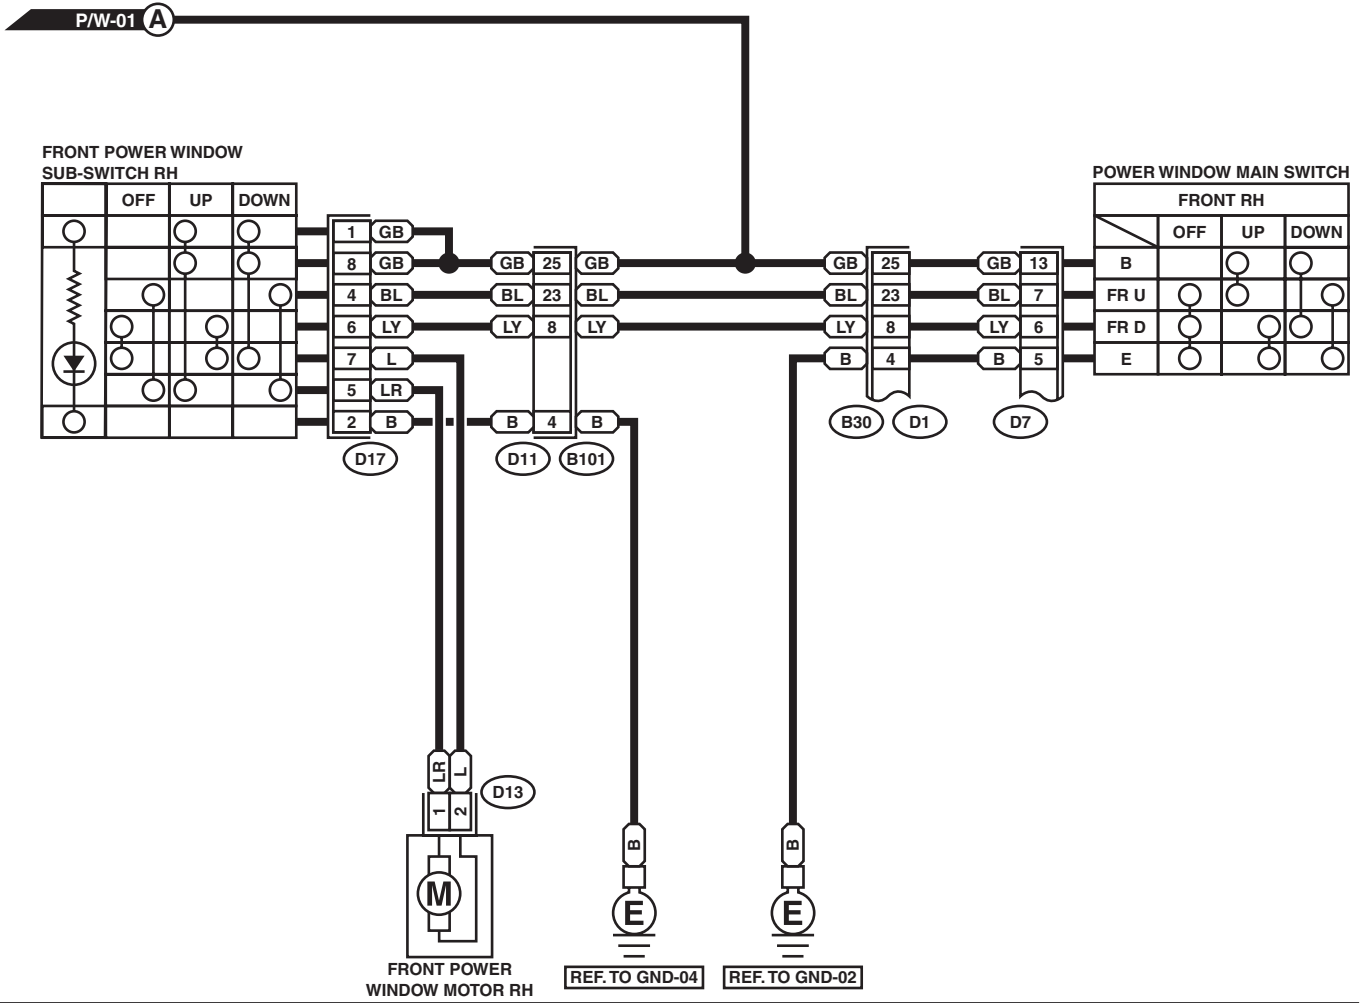 P/W-01 A
FRONT POWER WINDOW
SUB-SWITCH RH
OFF UP DOWN
1 GB
8 GB GB 25 GB
4 BL BL 23 BL
6 LY LY 8 LY
7 L
5 LR
2 B B 4 B
D17 D11 B101
POWER WINDOW MAIN SWITCH
FRONT RH
OFF UP DOWN
GB 25 GB 13 B
BL 23 BL 7 FR U
LY 8 LY 6 FR D
B 4 B 5 E
B30 D1 D7
LR L
1 2
D13
M
FRONT POWER
WINDOW MOTOR RH
B
E
REF. TO GND-04
B
E
REF. TO GND-02